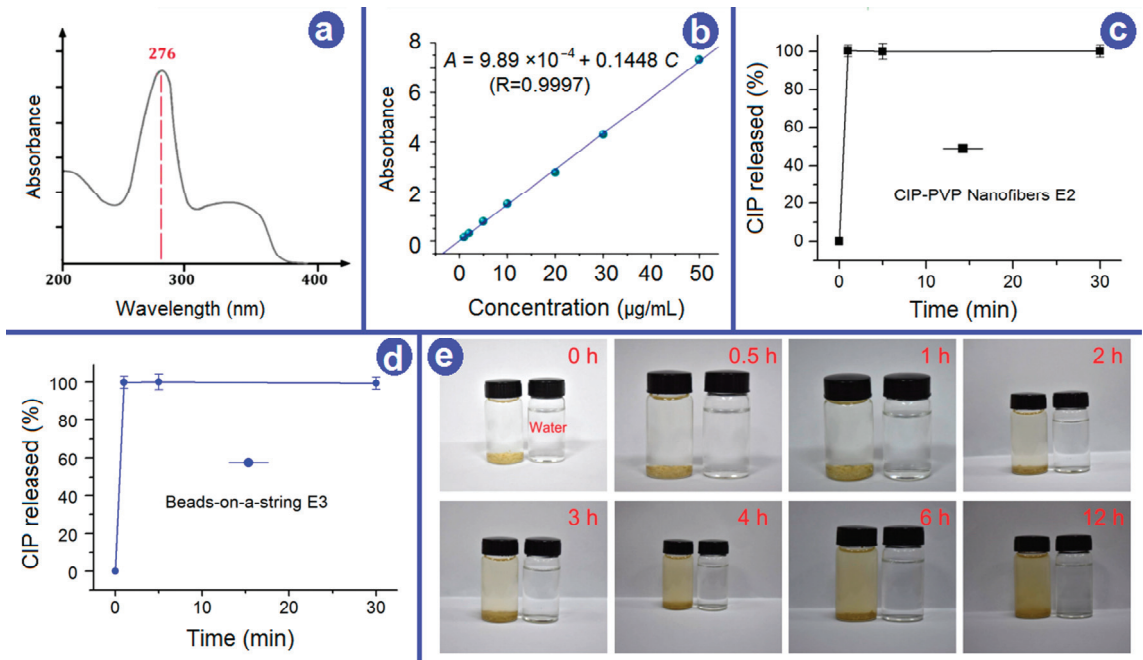 a
276
Absorbance
200
300
400
Wavelength (nm)
b
8
6
4
2
0
A = 9.89 ×10⁻⁴ + 0.1448 C
(R=0.9997)
Absorbance
0
10
20
30
40
50
Concentration (µg/mL)
c
100
80
60
40
20
0
CIP released (%)
CIP-PVP Nanofibers E2
0
10
20
30
Time (min)
d
100
80
60
40
20
0
CIP released (%)
Beads-on-a-string E3
0
10
20
30
Time (min)
e
0 h
Water
0.5 h
1 h
2 h
3 h
4 h
6 h
12 h